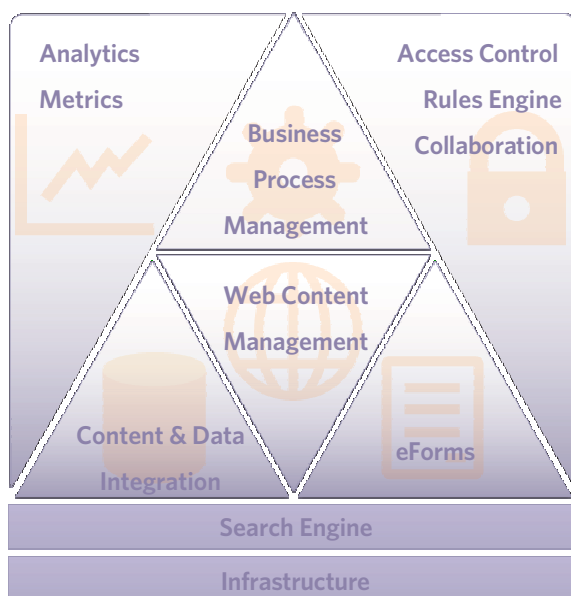 Analytics
Metrics
Access Control
Rules Engine
Collaboration
Business
Process
Management
Web Content
Management
Content & Data
Integration
eForms
Search Engine
Infrastructure